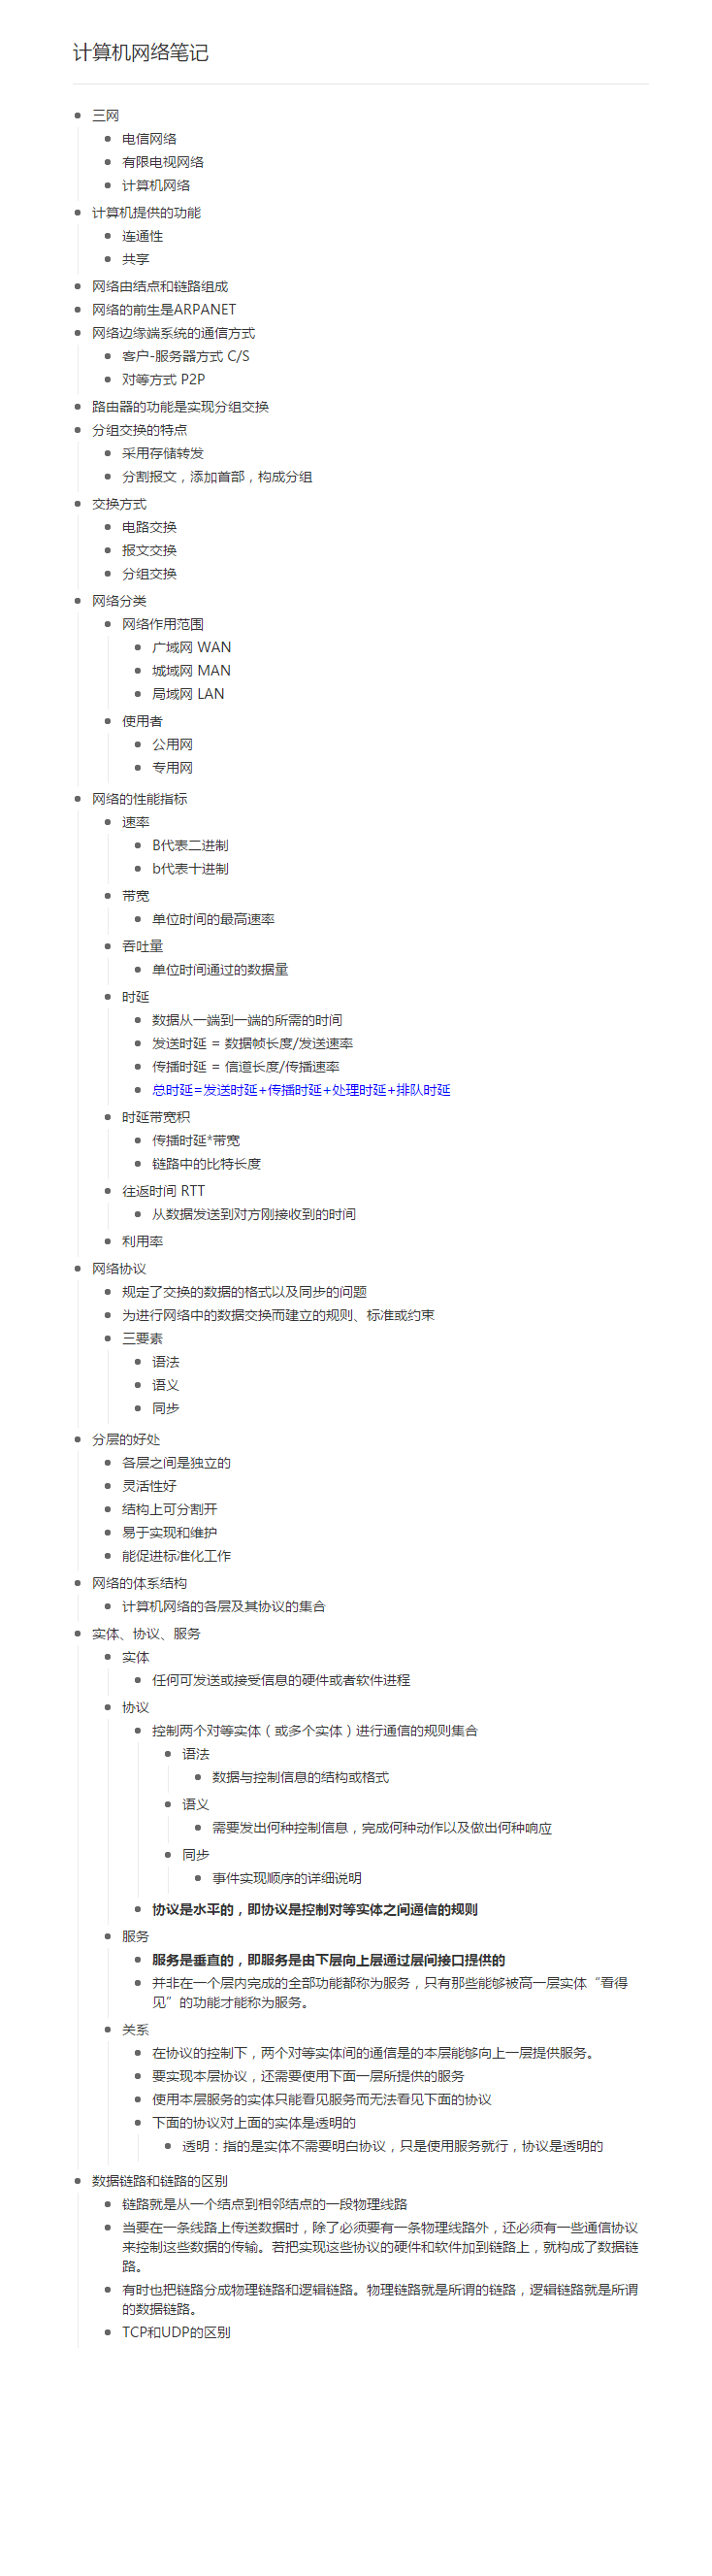 计算机网络笔记
三网
电信网络
有限电视网络
计算机网络
计算机提供的功能
连通性
共享
网络由结点和链路组成
网络的前生是ARPANET
网络边缘端系统的通信方式
客户-服务器方式 C/S
对等方式 P2P
路由器的功能是实现分组交换
分组交换的特点
采用存储转发
分割报文，添加首部，构成分组
交换方式
电路交换
报文交换
分组交换
网络分类
网络作用范围
广域网 WAN
城域网 MAN
局域网 LAN
使用者
公用网
专用网
网络的性能指标
速率
B代表二进制
b代表十进制
带宽
单位时间的最高速率
吞吐量
单位时间通过的数据量
时延
数据从一端到一端的所需的时间
发送时延 = 数据帧长度/发送速率
传播时延 = 信道长度/传播速率
总时延=发送时延+传播时延+处理时延+排队时延
时延带宽积
传播时延*带宽
链路中的比特长度
往返时间 RTT
从数据发送到对方刚接收到的时间
利用率
网络协议
规定了交换的数据的格式以及同步的问题
为进行网络中的数据交换而建立的规则、标准或约束
三要素
语法
语义
同步
分层的好处
各层之间是独立的
灵活性好
结构上可分割开
易于实现和维护
能促进标准化工作
网络的体系结构
计算机网络的各层及其协议的集合
实体、协议、服务
实体
任何可发送或接受信息的硬件或者软件进程
协议
控制两个对等实体（或多个实体）进行通信的规则集合
语法
数据与控制信息的结构或格式
语义
需要发出何种控制信息，完成何种动作以及做出何种响应
同步
事件实现顺序的详细说明
协议是水平的，即协议是控制对等实体之间通信的规则
服务
服务是垂直的，即服务是由下层向上层通过层间接口提供的
并非在一个层内完成的全部功能都称为服务，只有那些能够被高一层实体“看得
见”的功能才能称为服务。
关系
在协议的控制下，两个对等实体间的通信是的本层能够向上一层提供服务。
要实现本层协议，还需要使用下面一层所提供的服务
使用本层服务的实体只能看见服务而无法看见下面的协议
下面的协议对上面的实体是透明的
透明：指的是实体不需要明白协议，只是使用服务就行，协议是透明的
数据链路和链路的区别
链路就是从一个结点到相邻结点的一段物理线路
当要在一条线路上传送数据时，除了必须要有一条物理线路外，还必须有一些通信协议
来控制这些数据的传输。若把实现这些协议的硬件和软件加到链路上，就构成了数据链
路。
有时也把链路分成物理链路和逻辑链路。物理链路就是所谓的链路，逻辑链路就是所谓
的数据链路。
TCP和UDP的区别